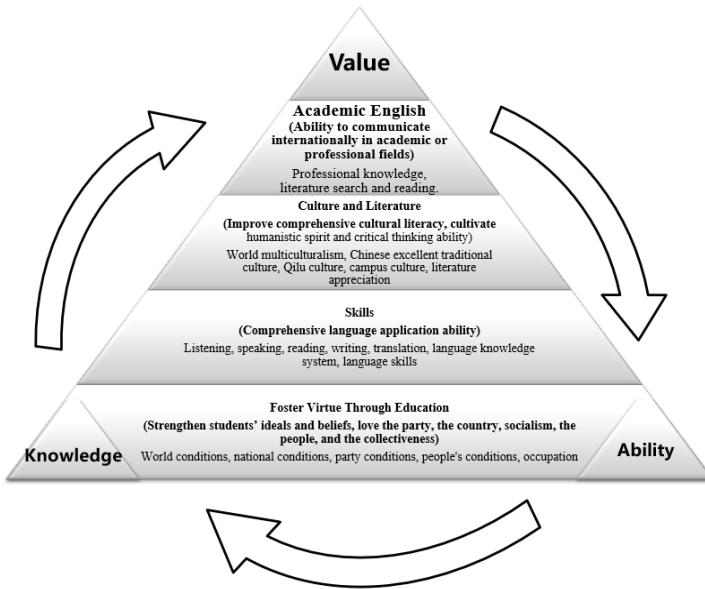 Value
Academic English
(Ability to communicate
internationally in academic or
professional fields)
Professional knowledge,
literature search and reading.
Culture and Literature
(Improve comprehensive cultural literacy, cultivate
humanistic spirit and critical thinking ability)
World multiculturalism, Chinese excellent traditional
culture, Qilu culture, campus culture, literature
appreciation
Skills
(Comprehensive language application ability)
Listening, speaking, reading, writing, translation, language knowledge
system, language skills
Foster Virtue Through Education
(Strengthen students’ ideals and beliefs, love the party, the country, socialism, the
people, and the collectiveness)
World conditions, national conditions, party conditions, people's conditions, occupation
Knowledge
Ability